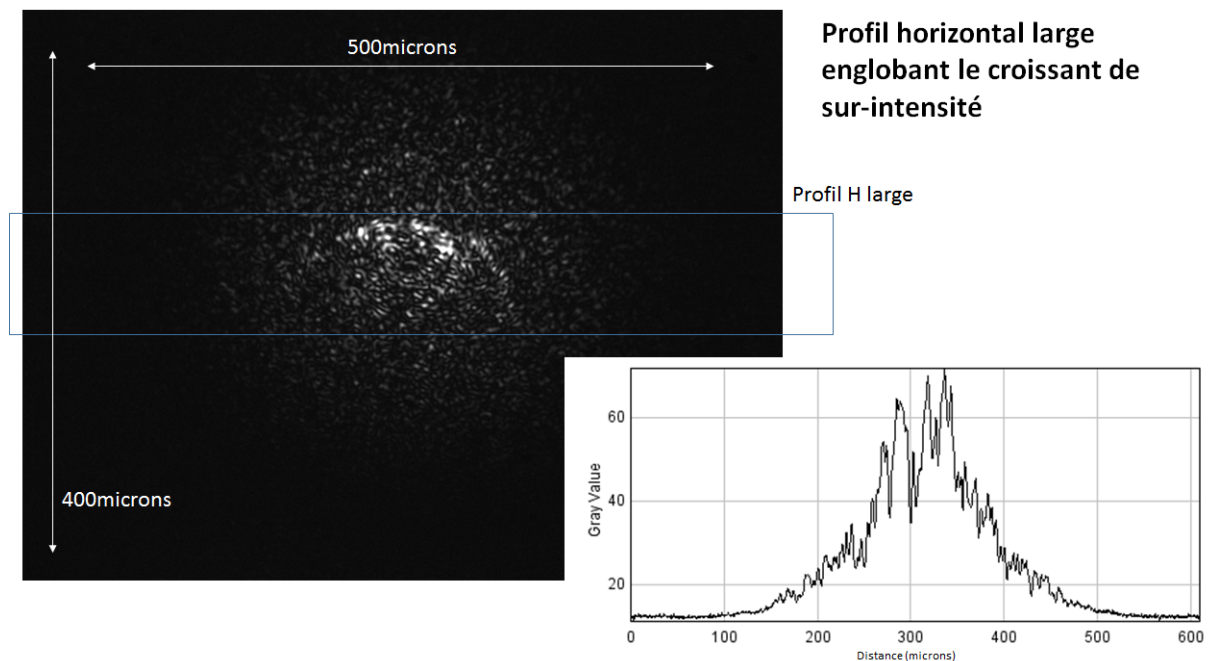 500microns
Profil horizontal large
englobant le croissant de
sur-intensité
Profil H large
400microns
60
40
20
Gray Value
0
100
200
300
400
500
600
Distance (microns)